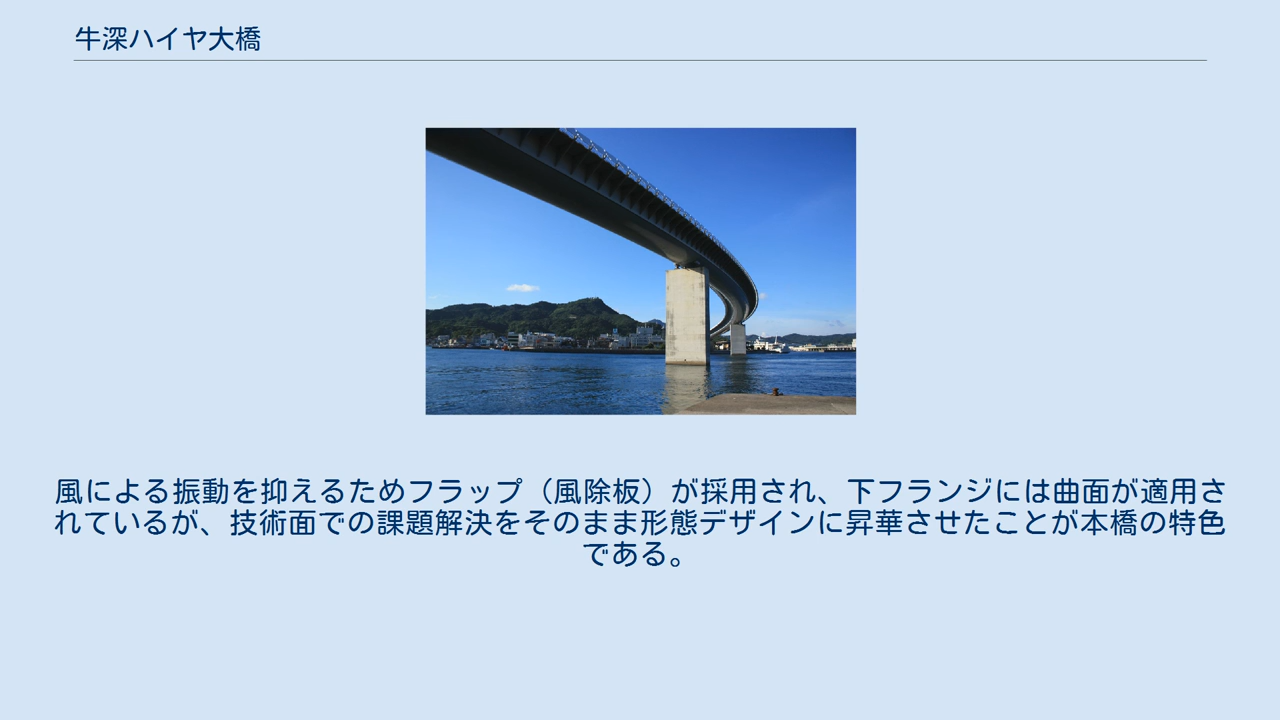 牛深ハイヤ大橋
風による振動を抑えるためフラップ（風除板）が採用され、下フランジには曲面が適用さ
れているが、技術面での課題解決をそのまま形態デザインに昇華させたことが本橋の特色
である。